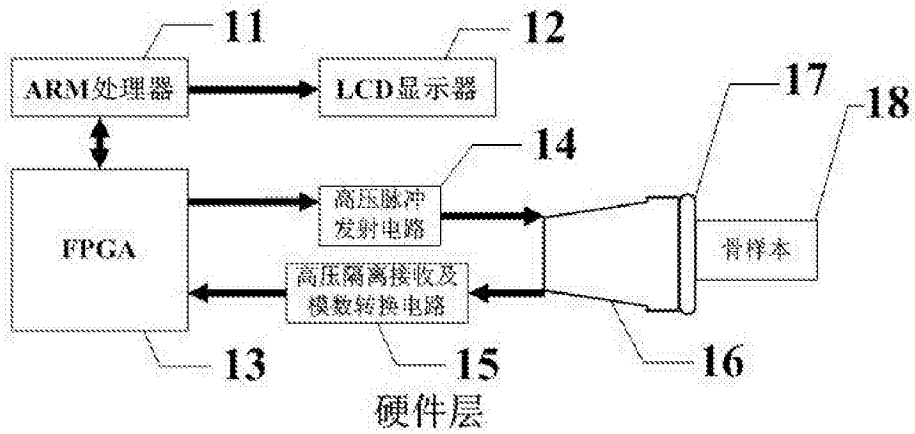 11
12
ARM处理器
LCD显示器
17
18
14
高压脉冲
发射电路
FPGA
骨样本
高压隔离接收及
模数转换电路
13
15
16
硬件层